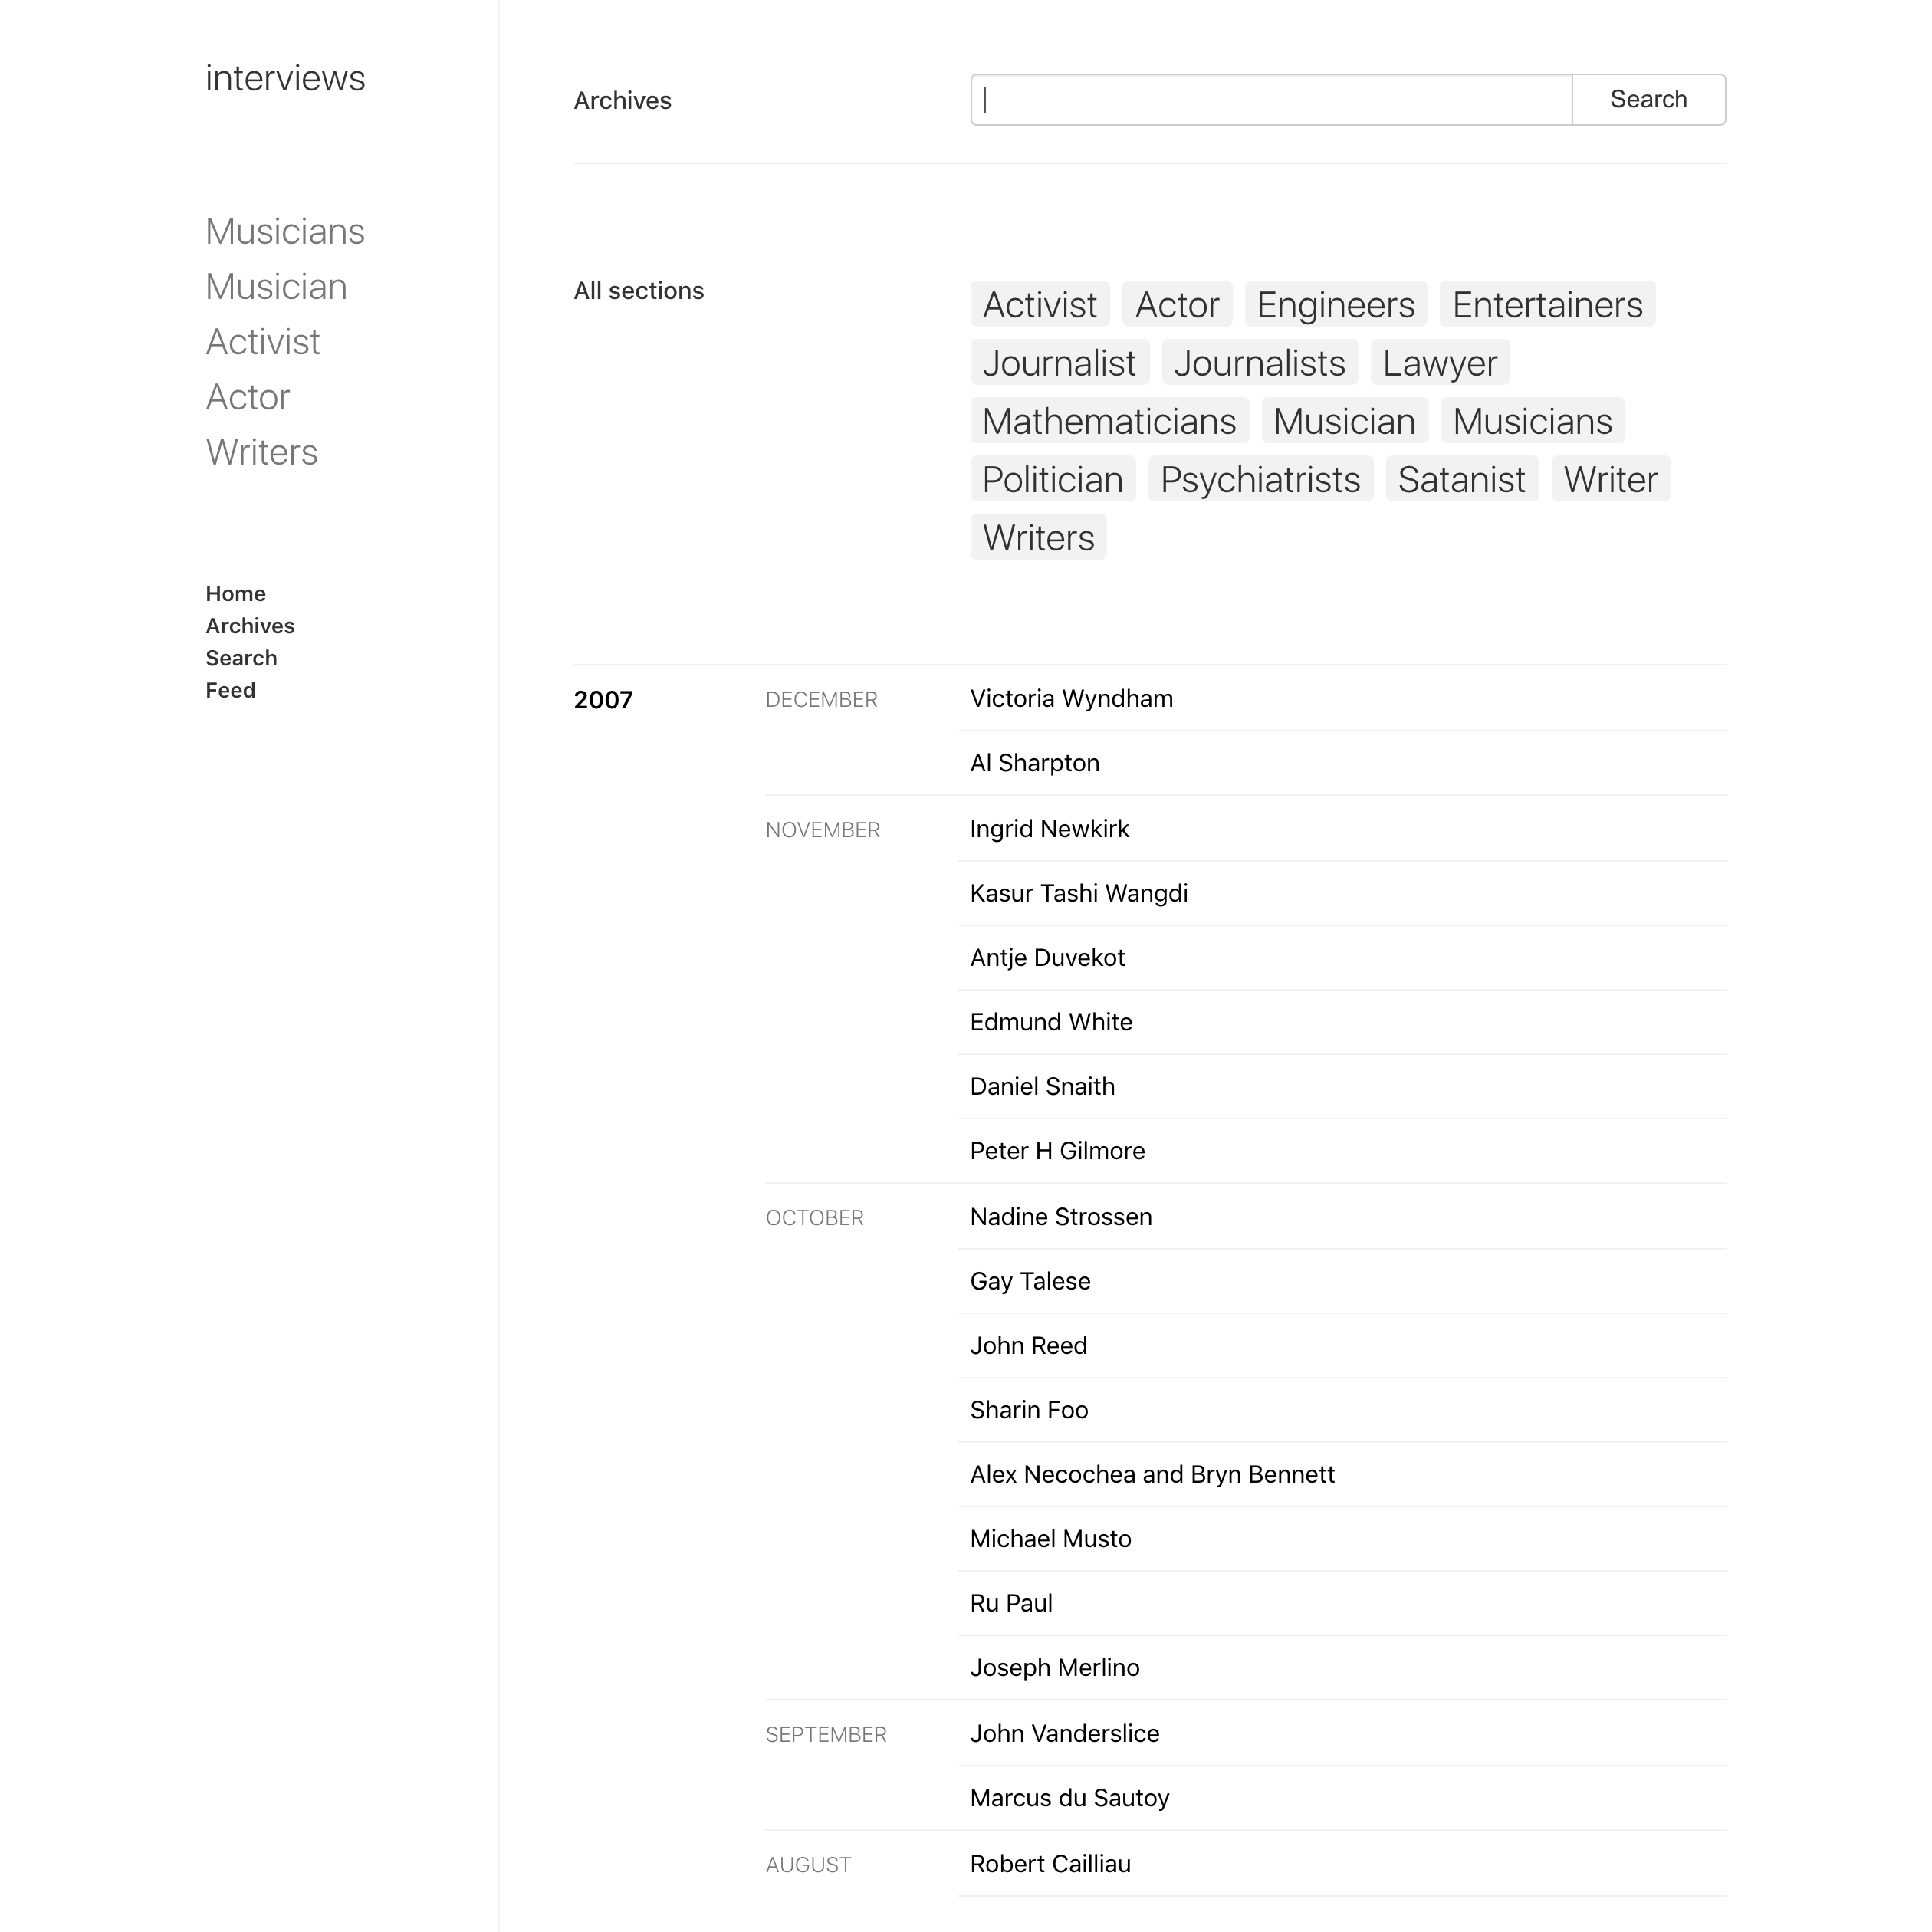 interviews
Musicians
Musician
Activist
Actor
Writers
Home
Archives
Search
Feed
Archives
Search
All sections
Activist Actor Engineers Entertainers
Journalist Journalists Lawyer
Mathematicians Musician Musicians
Politician Psychiatrists Satanist Writer
Writers
2007 DECEMBER Victoria Wyndham
Al Sharpton
NOVEMBER Ingrid Newkirk
Kasur Tashi Wangdi
Antje Duvekot
Edmund White
Daniel Snaith
Peter H Gilmore
OCTOBER Nadine Strossen
Gay Talese
John Reed
Sharin Foo
Alex Necochea and Bryn Bennett
Michael Musto
Ru Paul
Joseph Merlino
SEPTEMBER John Vanderslice
Marcus du Sautoy
AUGUST Robert Cailliau